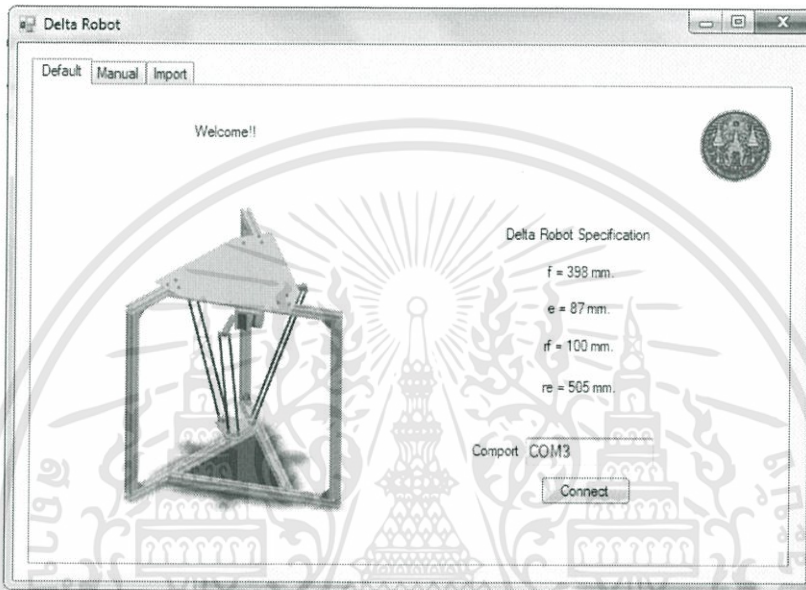 Delta Robot
Default Manual Import
Welcome!!
Delta Robot Specification
f = 398 mm.
e = 87 mm.
rf = 100 mm.
re = 505 mm.
Comport COM3
Connect